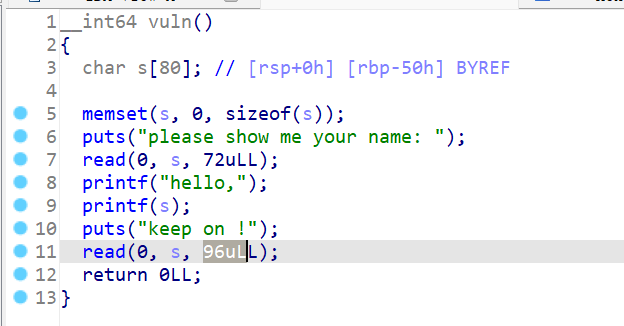 1 __int64 vuln()
2 {
3 char s[80]; // [rsp+0h] [rbp-50h] BYREF
4
5 memset(s, 0, sizeof(s));
6 puts("please show me your name: ");
7 read(0, s, 72uLL);
8 printf("hello,");
9 printf(s);
10 puts("keep on !");
11 read(0, s, 96uLL);
12 return 0LL;
13 }